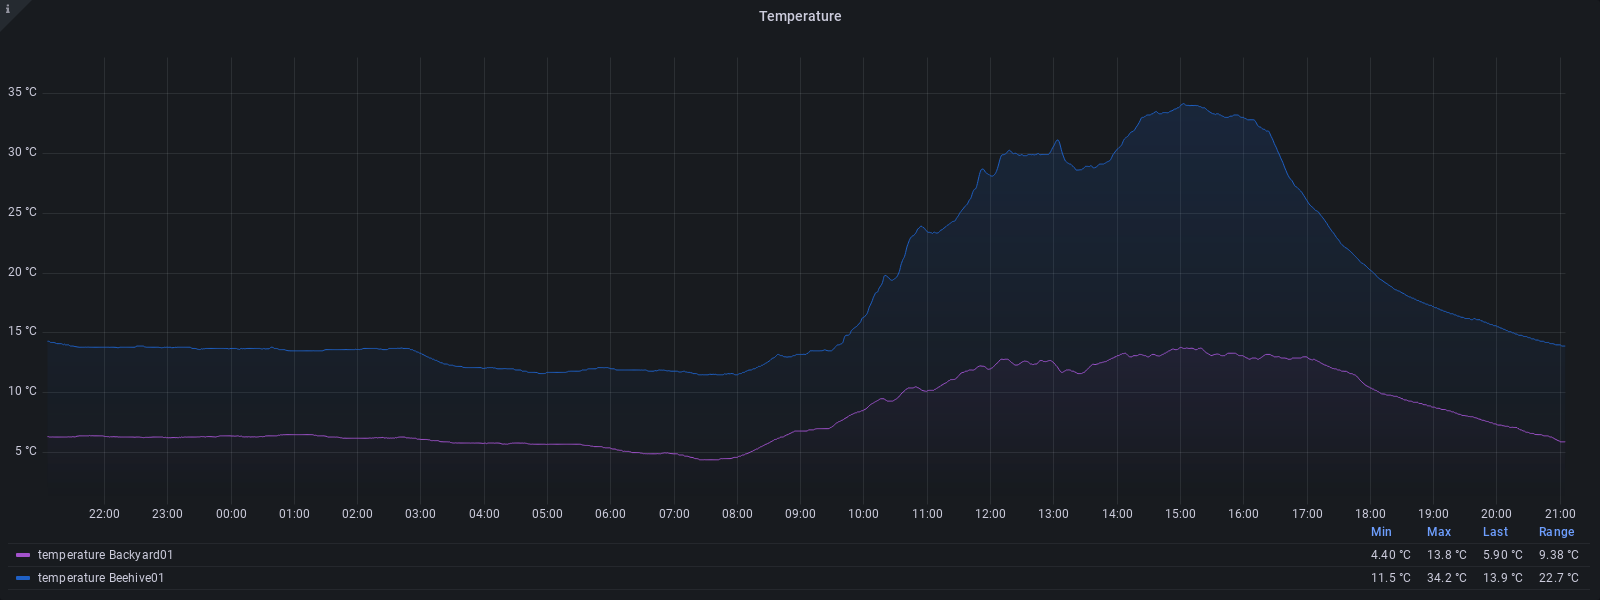 i
Temperature
35 °C
30 °C
25 °C
20 °C
15 °C
10 °C
5 °C
22:00 23:00 00:00 01:00 02:00 03:00 04:00 05:00 06:00 07:00 08:00 09:00 10:00 11:00 12:00 13:00 14:00 15:00 16:00 17:00 18:00 19:00 20:00 21:00
Min Max Last Range
temperature Backyard01 4.40 °C 13.8 °C 5.90 °C 9.38 °C
temperature Beehive01 11.5 °C 34.2 °C 13.9 °C 22.7 °C